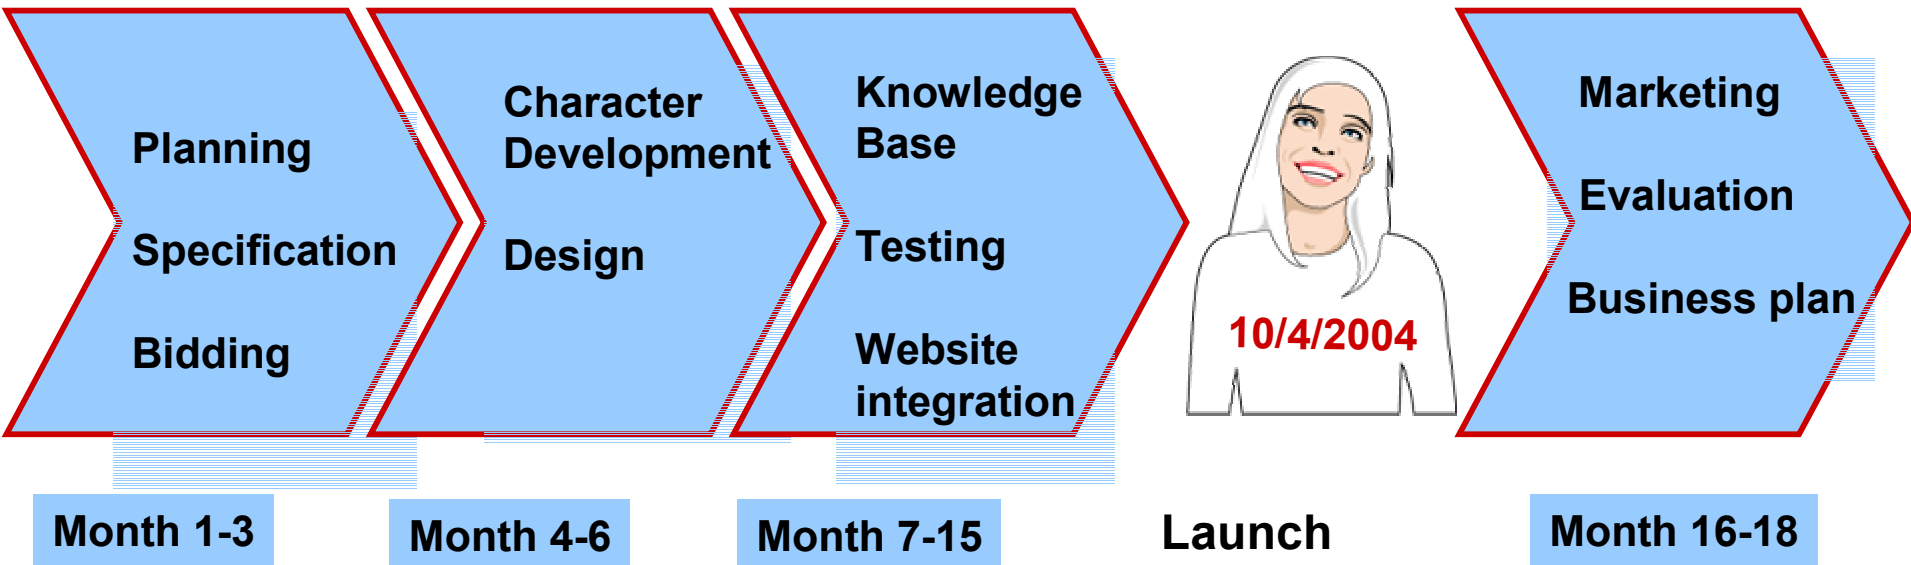 Planning
Specification
Bidding
Month 1-3
Character
Development
Design
Month 4-6
Knowledge
Base
Testing
Website
integration
Month 7-15
10/4/2004
Launch
Marketing
Evaluation
Business plan
Month 16-18